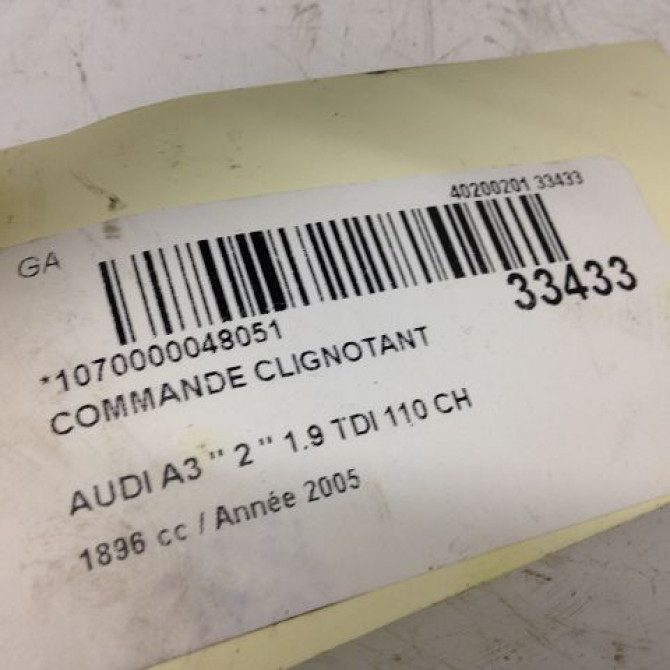 40200201 33433
GA
33433
*1070000048051
COMMANDE CLIGNOTANT
AUDI A3 " 2 " 1.9 TDI 110 CH
1896 cc / Année 2005